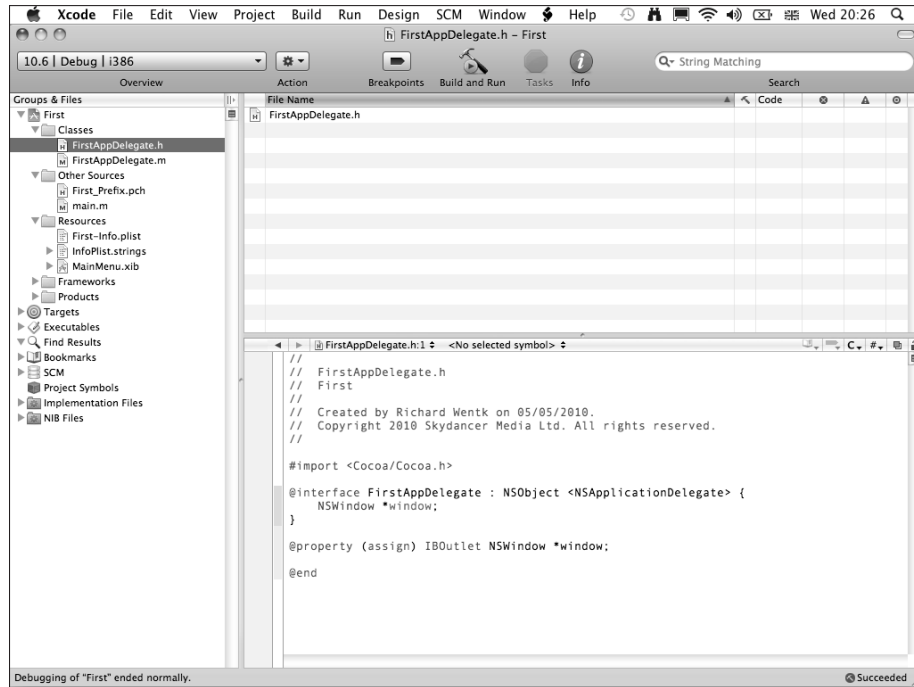 Xcode File Edit View Project Build Run Design SCM Window Help Wed 20:26
FirstAppDelegate.h – First
10.6 | Debug | i386
String Matching
Overview Action Breakpoints Build and Run Tasks Info Search
Groups & Files
File Name Code
First
FirstAppDelegate.h
Classes
FirstAppDelegate.h
FirstAppDelegate.m
Other Sources
First_Prefix.pch
main.m
Resources
First-Info.plist
InfoPlist.strings
MainMenu.xib
Frameworks
Products
Targets
Executables
Find Results
Bookmarks
SCM
Project Symbols
Implementation Files
NIB Files
FirstAppDelegate.h:1 <No selected symbol> C #
//
// FirstAppDelegate.h
// First
//
// Created by Richard Wentk on 05/05/2010.
// Copyright 2010 Skydancer Media Ltd. All rights reserved.
//
#import <Cocoa/Cocoa.h>
@interface FirstAppDelegate : NSObject <NSApplicationDelegate> {
NSWindow *window;
}
@property (assign) IBOutlet NSWindow *window;
@end
Debugging of "First" ended normally. Succeeded